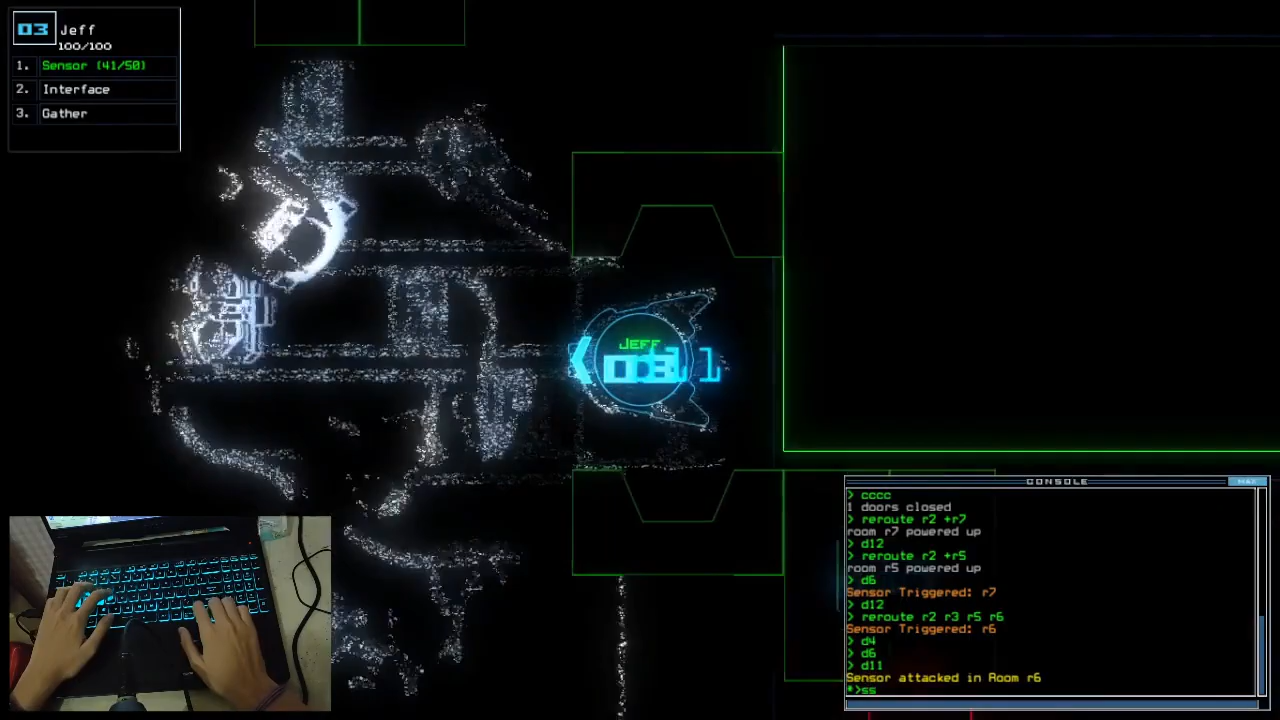 03 Jeff
100/100
1. Sensor (41/50)
2. Interface
3. Gather
JEFF
CONSOLE
> cccc
1 doors closed
> reroute r2 +r7
room r7 powered up
> d12
> reroute r2 +r5
room r5 powered up
> d6
Sensor Triggered: r7
> d12
> reroute r2 r3 r5 r6
Sensor Triggered: r6
> d4
> d6
> d11
Sensor attacked in Room r6
*>ss